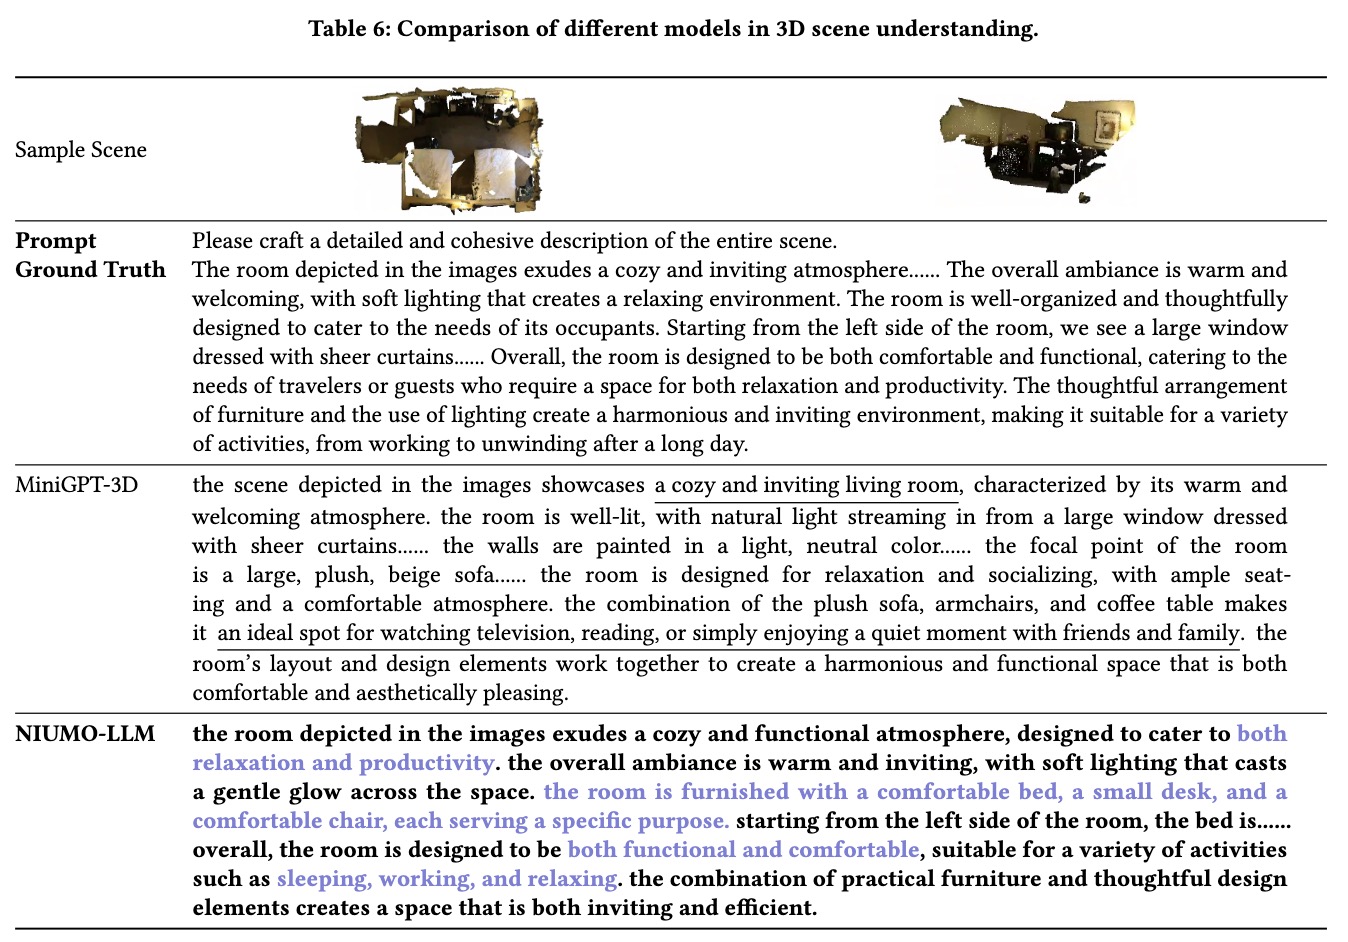 Table 6: Comparison of different models in 3D scene understanding.
Sample Scene
Prompt Please craft a detailed and cohesive description of the entire scene.
Ground Truth The room depicted in the images exudes a cozy and inviting atmosphere...... The overall ambiance is warm and
welcoming, with soft lighting that creates a relaxing environment. The room is well-organized and thoughtfully
designed to cater to the needs of its occupants. Starting from the left side of the room, we see a large window
dressed with sheer curtains...... Overall, the room is designed to be both comfortable and functional, catering to the
needs of travelers or guests who require a space for both relaxation and productivity. The thoughtful arrangement
of furniture and the use of lighting create a harmonious and inviting environment, making it suitable for a variety
of activities, from working to unwinding after a long day.
MiniGPT-3D the scene depicted in the images showcases a cozy and inviting living room, characterized by its warm and
welcoming atmosphere. the room is well-lit, with natural light streaming in from a large window dressed
with sheer curtains...... the walls are painted in a light, neutral color...... the focal point of the room
is a large, plush, beige sofa...... the room is designed for relaxation and socializing, with ample seat-
ing and a comfortable atmosphere. the combination of the plush sofa, armchairs, and coffee table makes
it an ideal spot for watching television, reading, or simply enjoying a quiet moment with friends and family. the
room's layout and design elements work together to create a harmonious and functional space that is both
comfortable and aesthetically pleasing.
NIUMO-LLM the room depicted in the images exudes a cozy and functional atmosphere, designed to cater to both
relaxation and productivity. the overall ambiance is warm and inviting, with soft lighting that casts
a gentle glow across the space. the room is furnished with a comfortable bed, a small desk, and a
comfortable chair, each serving a specific purpose. starting from the left side of the room, the bed is......
overall, the room is designed to be both functional and comfortable, suitable for a variety of activities
such as sleeping, working, and relaxing. the combination of practical furniture and thoughtful design
elements creates a space that is both inviting and efficient.